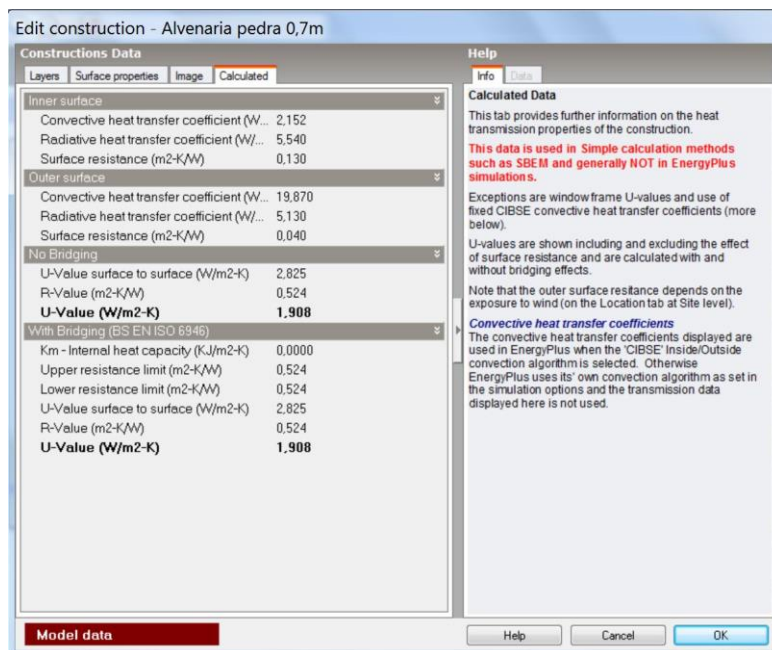 Edit construction - Alvenaria pedra 0,7m
Constructions Data
Layers Surface properties Image Calculated
Inner surface
Convective heat transfer coefficient (W... 2,152
Radiative heat transfer coefficient (W/... 5,540
Surface resistance (m2-K/W) 0,130
Outer surface
Convective heat transfer coefficient (W... 19,870
Radiative heat transfer coefficient (W/... 5,130
Surface resistance (m2-K/W) 0,040
No Bridging
U-Value surface to surface (W/m2-K) 2,825
R-Value (m2-K/W) 0,524
U-Value (W/m2-K) 1,908
With Bridging (BS EN ISO 6946)
Km - Internal heat capacity (KJ/m2-K) 0,0000
Upper resistance limit (m2-K/W) 0,524
Lower resistance limit (m2-K/W) 0,524
U-Value surface to surface (W/m2-K) 2,825
R-Value (m2-K/W) 0,524
U-Value (W/m2-K) 1,908
Model data
Help
Info Data
Calculated Data
This tab provides further information on the heat
transmission properties of the construction.
This data is used in Simple calculation methods
such as SBEM and generally NOT in EnergyPlus
simulations.
Exceptions are window frame U-values and use of
fixed CIBSE convective heat transfer coefficients (more
below).
U-values are shown including and excluding the effect
of surface resistance and are calculated with and
without bridging effects.
Note that the outer surface resitance depends on the
exposure to wind (on the Location tab at Site level).
Convective heat transfer coefficients
The convective heat transfer coefficients displayed are
used in EnergyPlus when the 'CIBSE' Inside/Outside
convection algorithm is selected. Otherwise
EnergyPlus uses its' own convection algorithm as set in
the simulation options and the transmission data
displayed here is not used.
Help Cancel OK